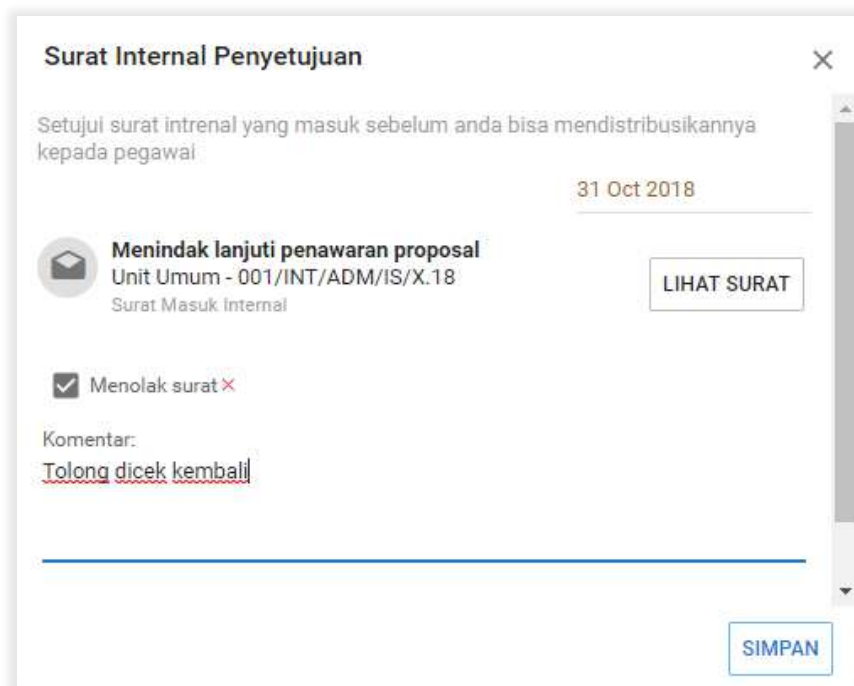 Surat Internal Penyetujuan
Setujui surat intrenal yang masuk sebelum anda bisa mendistribusikannya
kepada pegawai
31 Oct 2018
Menindak lanjuti penawaran proposal
Unit Umum - 001/INT/ADM/IS/X.18
Surat Masuk Internal
LIHAT SURAT
Menolak surat
Komentar:
Tolong dicek kembali
SIMPAN